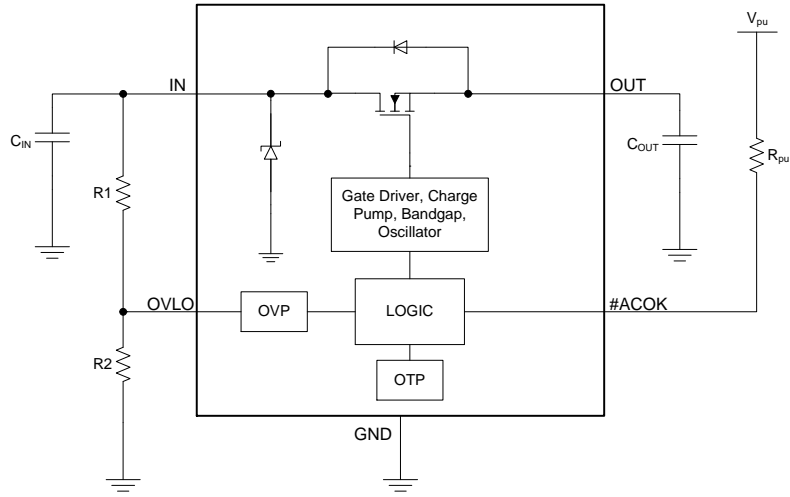 V_pu
IN
OUT
C_IN
C_OUT
R_pu
R1
Gate Driver, Charge
Pump, Bandgap,
Oscillator
OVLO
OVP
LOGIC
#ACOK
R2
OTP
GND